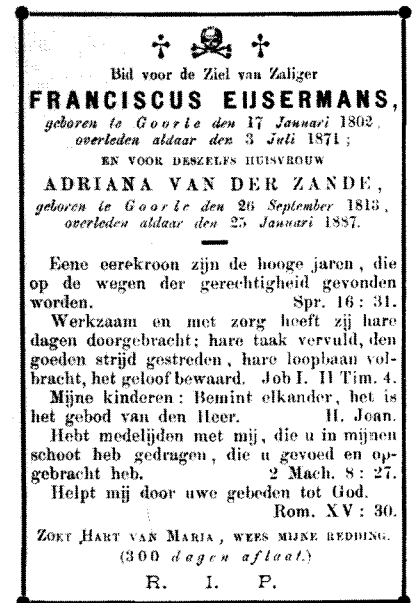 Bid voor de Ziel van Zaliger
FRANCISCUS EIJSERMANS,
geboren te Goorle den 17 Januari 1802,
overleden aldaar den 3 Juli 1871;
EN VOOR DESZELFS HUISVROUW
ADRIANA VAN DER ZANDE,
geboren te Goorle den 26 September 1813,
overleden aldaar den 25 Januari 1887.
Eene eerekroon zijn de hooge jaren, die
op de wegen der gerechtigheid gevonden
worden. Spr. 16 : 31.
Werkzaam en met zorg heeft zij hare
dagen doorgebracht; hare taak vervuld, den
goeden strijd gestreden, hare loopbaan vol-
bracht, het geloof bewaard. Job I. II Tim. 4.
Mijne kinderen: Bemint elkander, het is
het gebod van den Heer. H. Joan.
Hebt medelijden met mij, die u in mijnen
schoot heb gedragen, die u gevoed en op-
gebracht heb. 2 Mach. 8 : 27.
Helpt mij door uwe gebeden tot God.
Rom. XV : 30.
ZOET HART VAN MARIA, WEES MIJNE REDDING.
(300 dagen aflaat.)
R. I. P.